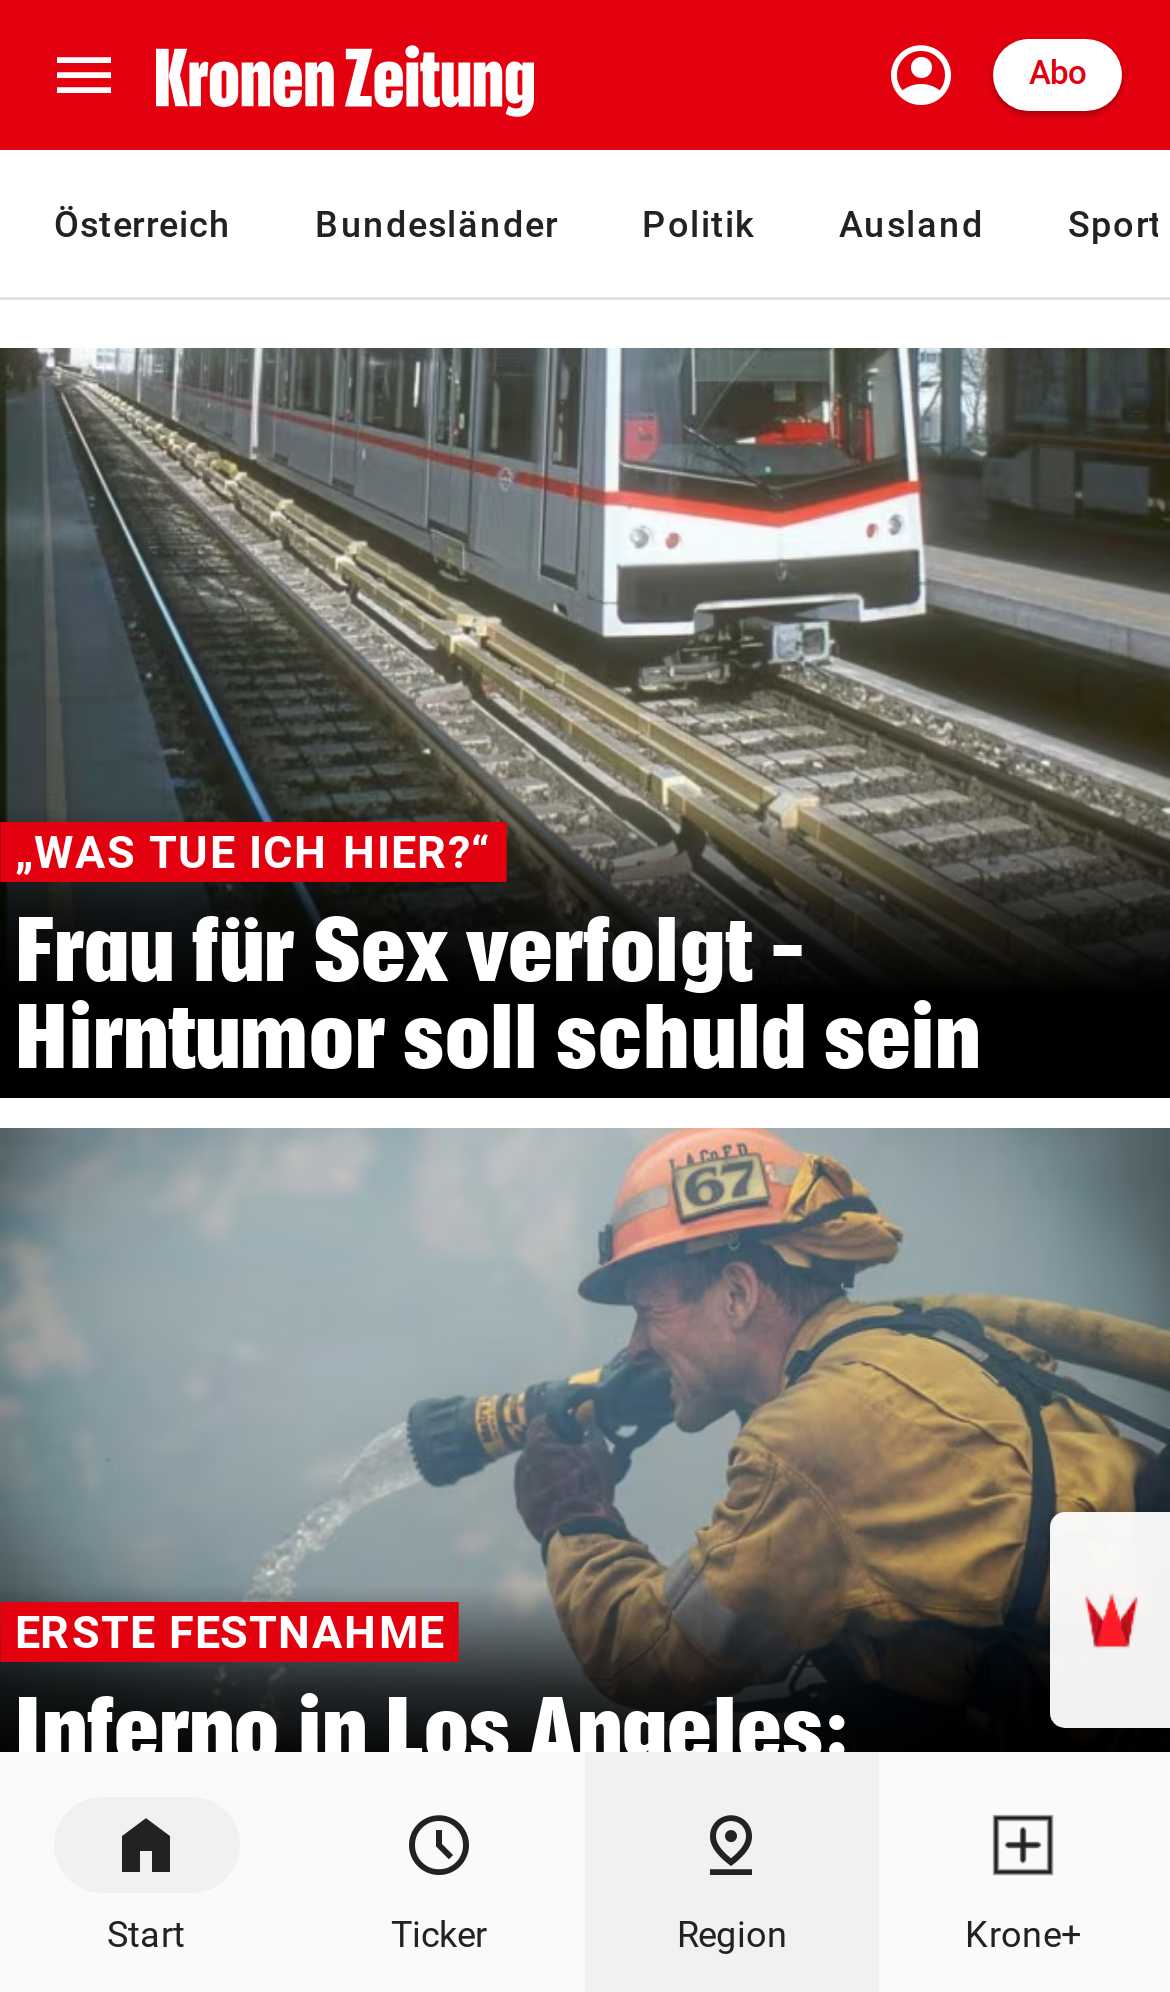 Kronen Zeitung
Abo
Österreich Bundesländer Politik Ausland Sport
„WAS TUE ICH HIER?“
Frau für Sex verfolgt –
Hirntumor soll schuld sein
L.A.Co.F.D.
67
ERSTE FESTNAHME
Inferno in Los Angeles:
Start Ticker Region Krone+